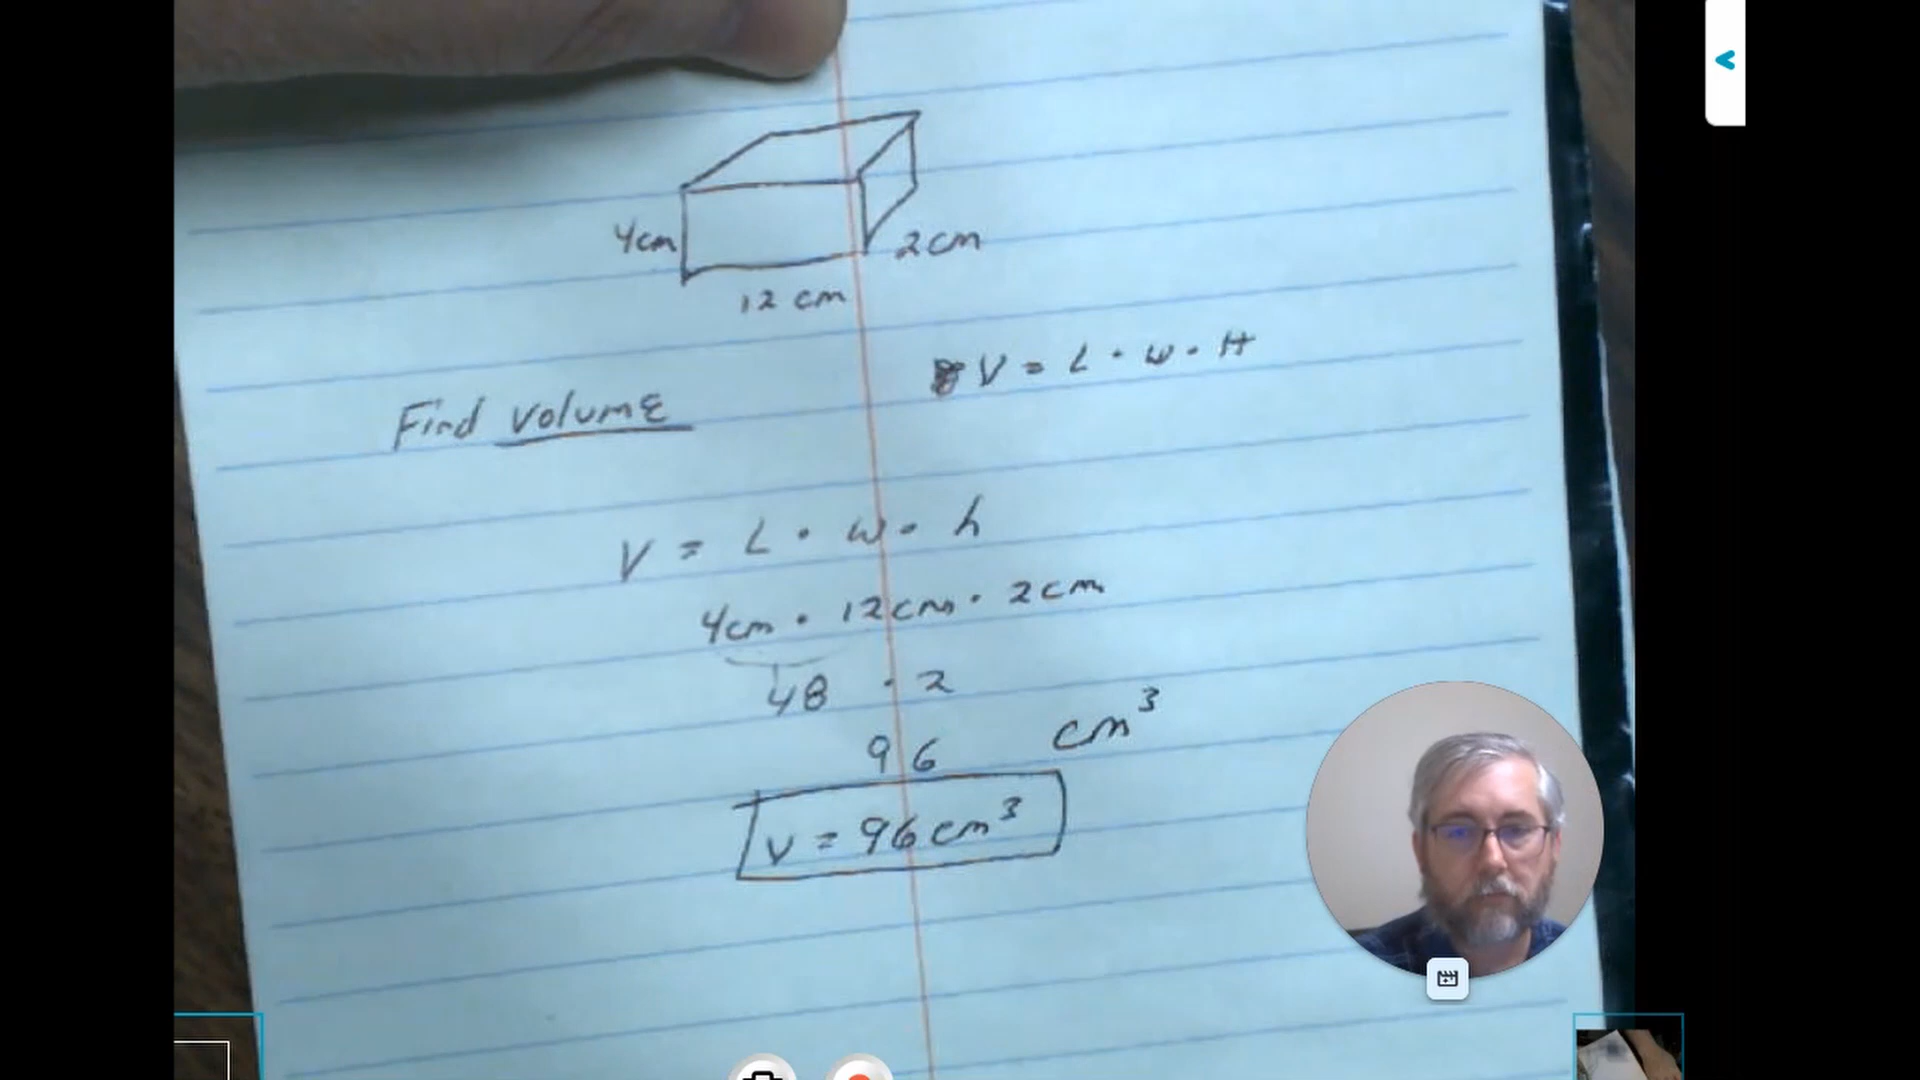 4cm
2cm
12 cm
V = L · W · H
Find Volume
V = L · w · h
4cm · 12cm · 2cm
48 · 2
96 cm³
V = 96 cm³